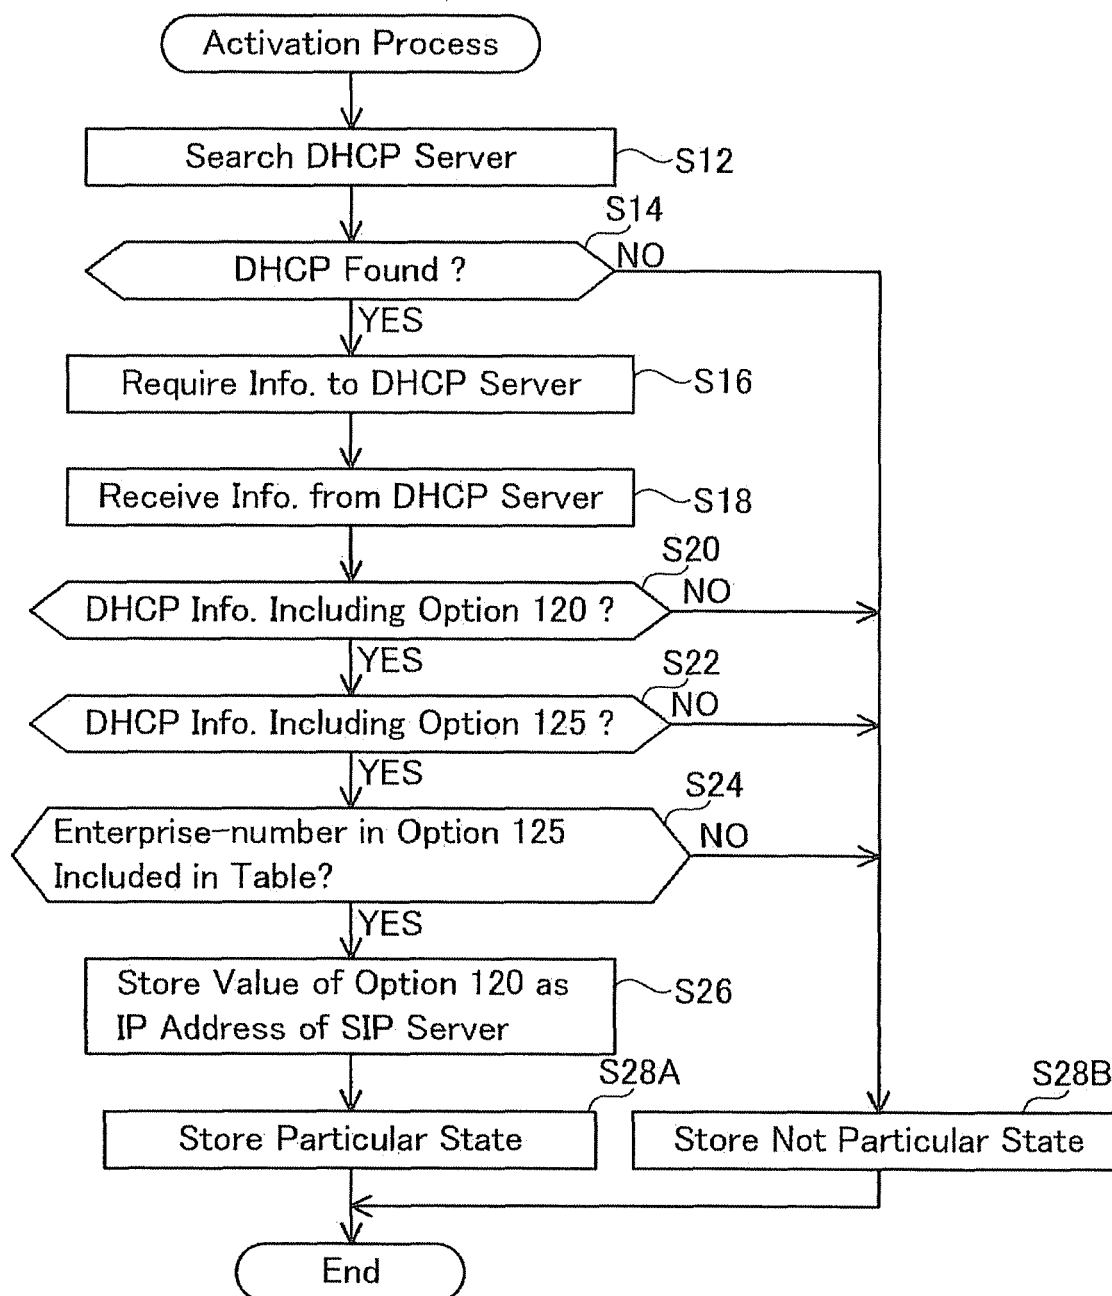 Activation Process
Search DHCP Server
S12
S14
DHCP Found ?
NO
YES
Require Info. to DHCP Server
S16
Receive Info. from DHCP Server
S18
S20
DHCP Info. Including Option 120 ?
NO
YES
S22
DHCP Info. Including Option 125 ?
NO
YES
S24
Enterprise-number in Option 125
Included in Table?
NO
YES
Store Value of Option 120 as
IP Address of SIP Server
S26
S28A
Store Particular State
S28B
Store Not Particular State
End